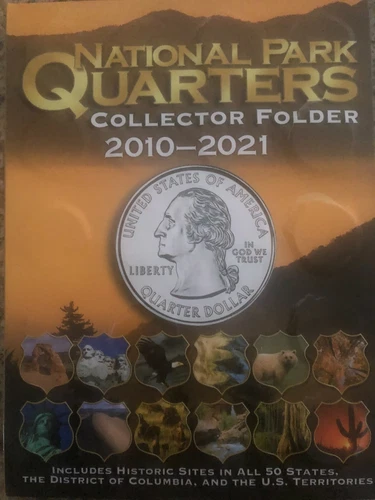 NATIONAL PARK
QUARTERS
COLLECTOR FOLDER
2010–2021
UNITED STATES OF AMERICA
IN
GOD WE
TRUST
LIBERTY
QUARTER DOLLAR
INCLUDES HISTORIC SITES IN ALL 50 STATES,
THE DISTRICT OF COLUMBIA, AND THE U.S. TERRITORIES